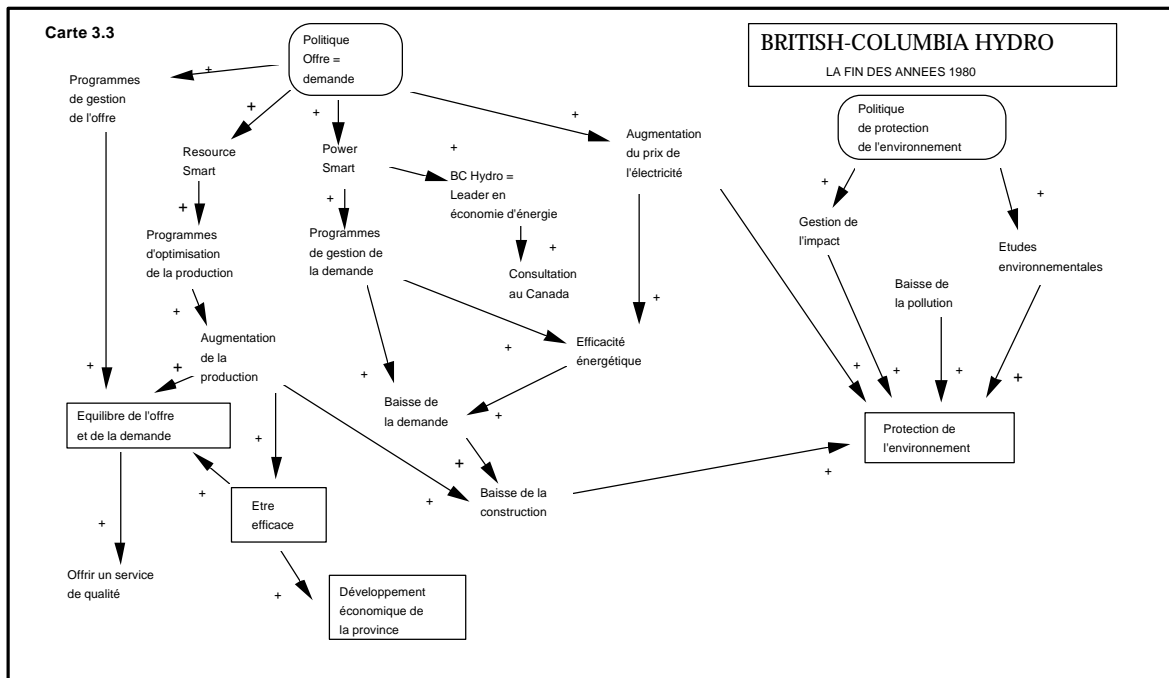 Carte 3.3
BRITISH-COLUMBIA HYDRO
LA FIN DES ANNEES 1980
Politique
Offre =
demande
Programmes
de gestion
de l'offre
+
+
+
+
Resource
Smart
Power
Smart
+
BC Hydro =
Leader en
économie d'énergie
Augmentation
du prix de
l'électricité
Politique
de protection
de l'environnement
+
+
+
+
Programmes
d'optimisation
de la production
Programmes
de gestion de
la demande
+
Consultation
au Canada
Gestion de
l'impact
Etudes
environnementales
Baisse de
la pollution
+
+
Augmentation
de la
production
+
Efficacité
énergétique
+
+
+
Baisse de
la demande
+
+
+
+
+
Equilibre de l'offre
et de la demande
Protection de
l'environnement
+
+
+
Baisse de la
construction
+
+
+
Etre
efficace
+
Offrir un service
de qualité
+
Développement
économique de
la province